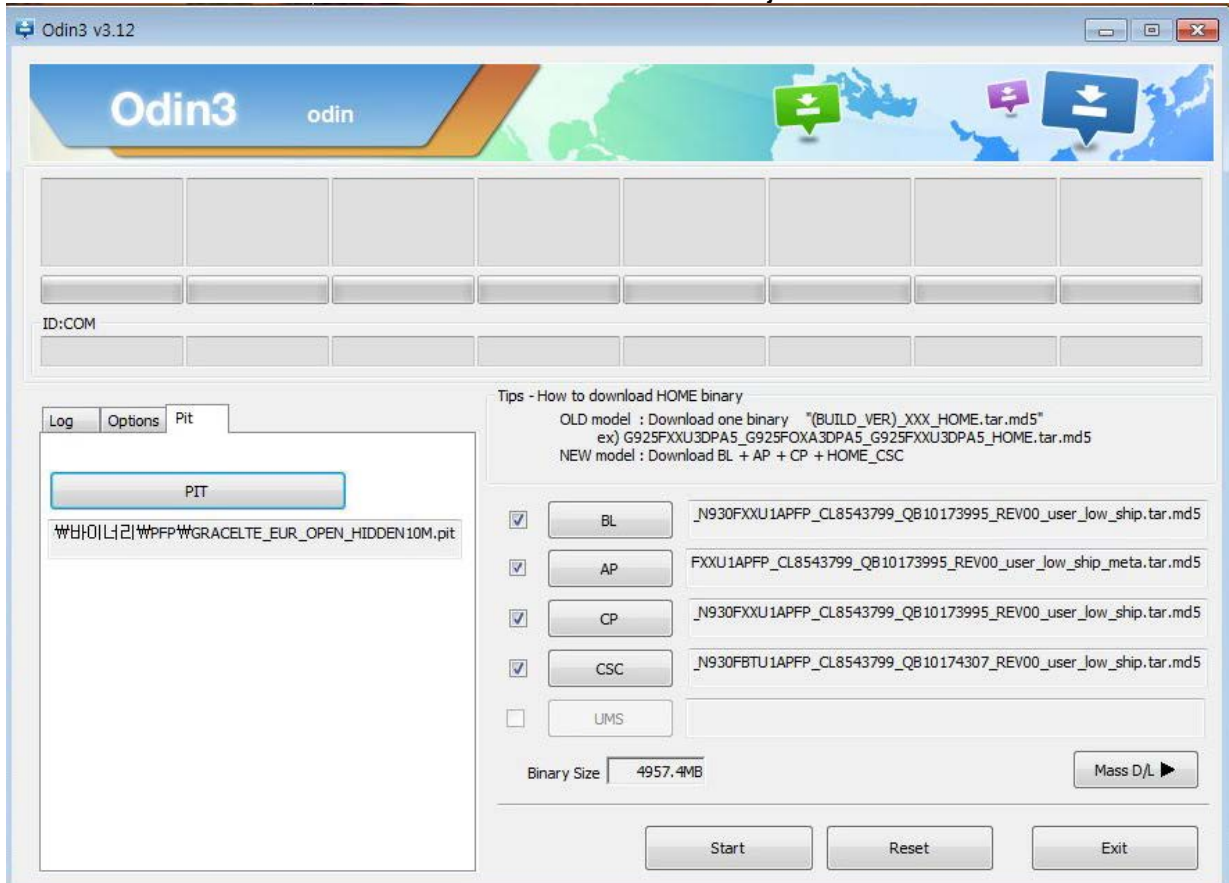 Odin3 v3.12
Odin3 odin
ID:COM
Log Options Pit
PIT
₩바이너리₩PFP₩GRACELTE_EUR_OPEN_HIDDEN10M.pit
Tips - How to download HOME binary
OLD model : Download one binary "(BUILD_VER)_XXX_HOME.tar.md5"
ex) G925FXXU3DPA5_G925FOXA3DPA5_G925FXXU3DPA5_HOME.tar.md5
NEW model : Download BL + AP + CP + HOME_CSC
BL _N930FXXU1APFP_CL8543799_QB10173995_REV00_user_low_ship.tar.md5
AP FXXU1APFP_CL8543799_QB10173995_REV00_user_low_ship_meta.tar.md5
CP _N930FXXU1APFP_CL8543799_QB10173995_REV00_user_low_ship.tar.md5
CSC _N930FBTU1APFP_CL8543799_QB10174307_REV00_user_low_ship.tar.md5
UMS
Binary Size 4957.4MB
Mass D/L ▶
Start Reset Exit